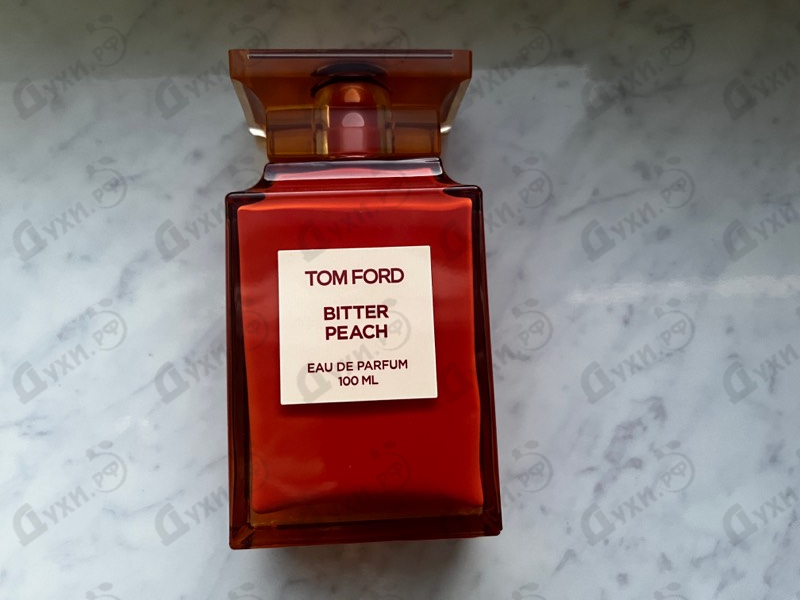 TOM FORD
BITTER
PEACH
EAU DE PARFUM
100 ML
Духи.рф